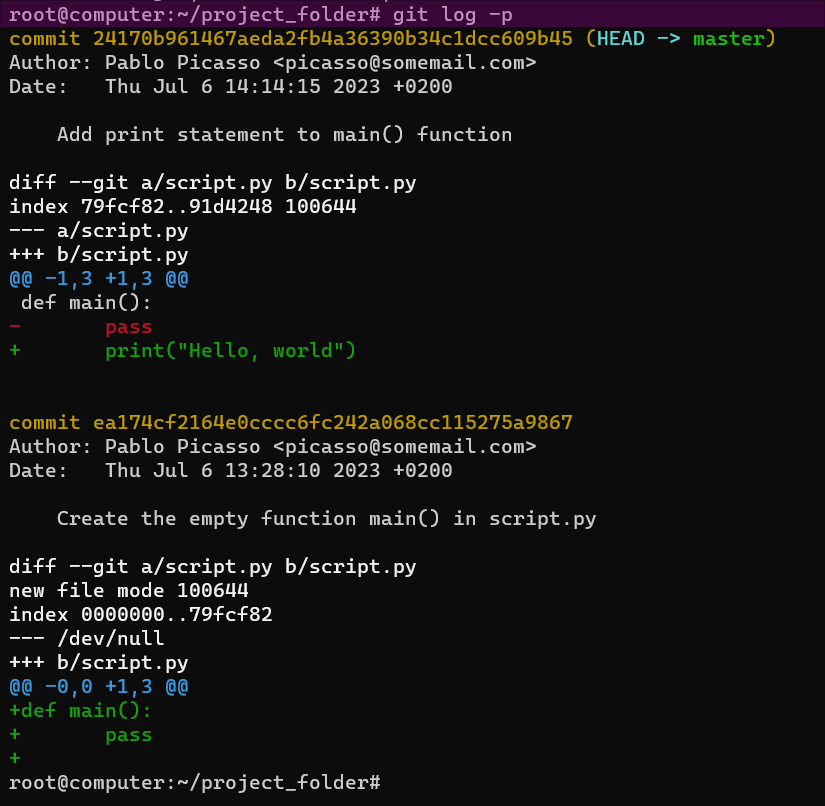 root@computer:~/project_folder# git log -p
commit 24170b961467aeda2fb4a36390b34c1dcc609b45 (HEAD -> master)
Author: Pablo Picasso <picasso@somemail.com>
Date:   Thu Jul 6 14:14:15 2023 +0200

    Add print statement to main() function

diff --git a/script.py b/script.py
index 79fcf82..91d4248 100644
--- a/script.py
+++ b/script.py
@@ -1,3 +1,3 @@
 def main():
-       pass
+       print("Hello, world")


commit ea174cf2164e0cccc6fc242a068cc115275a9867
Author: Pablo Picasso <picasso@somemail.com>
Date:   Thu Jul 6 13:28:10 2023 +0200

    Create the empty function main() in script.py

diff --git a/script.py b/script.py
new file mode 100644
index 0000000..79fcf82
--- /dev/null
+++ b/script.py
@@ -0,0 +1,3 @@
+def main():
+       pass
+
root@computer:~/project_folder#